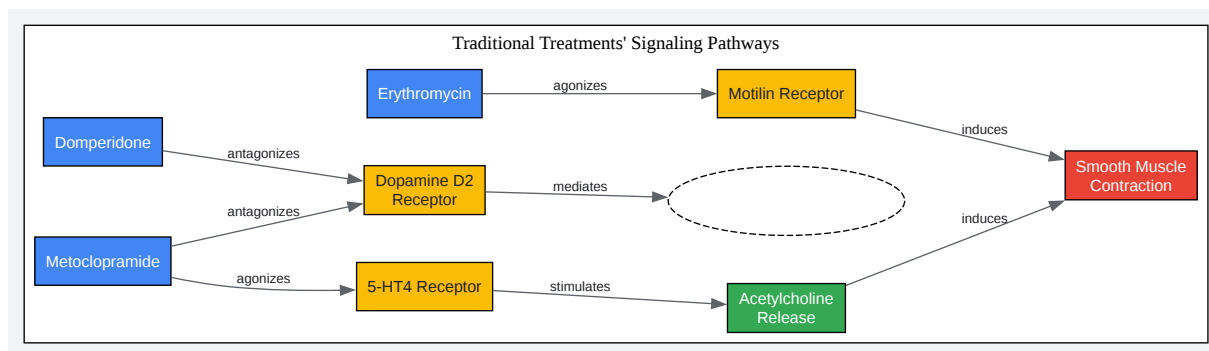 Traditional Treatments' Signaling Pathways
Erythromycin
agonizes
Motilin Receptor
induces
Domperidone
antagonizes
Smooth Muscle
Contraction
Dopamine D2
Receptor
mediates
antagonizes
induces
Metoclopramide
agonizes
5-HT4 Receptor
stimulates
Acetylcholine
Release